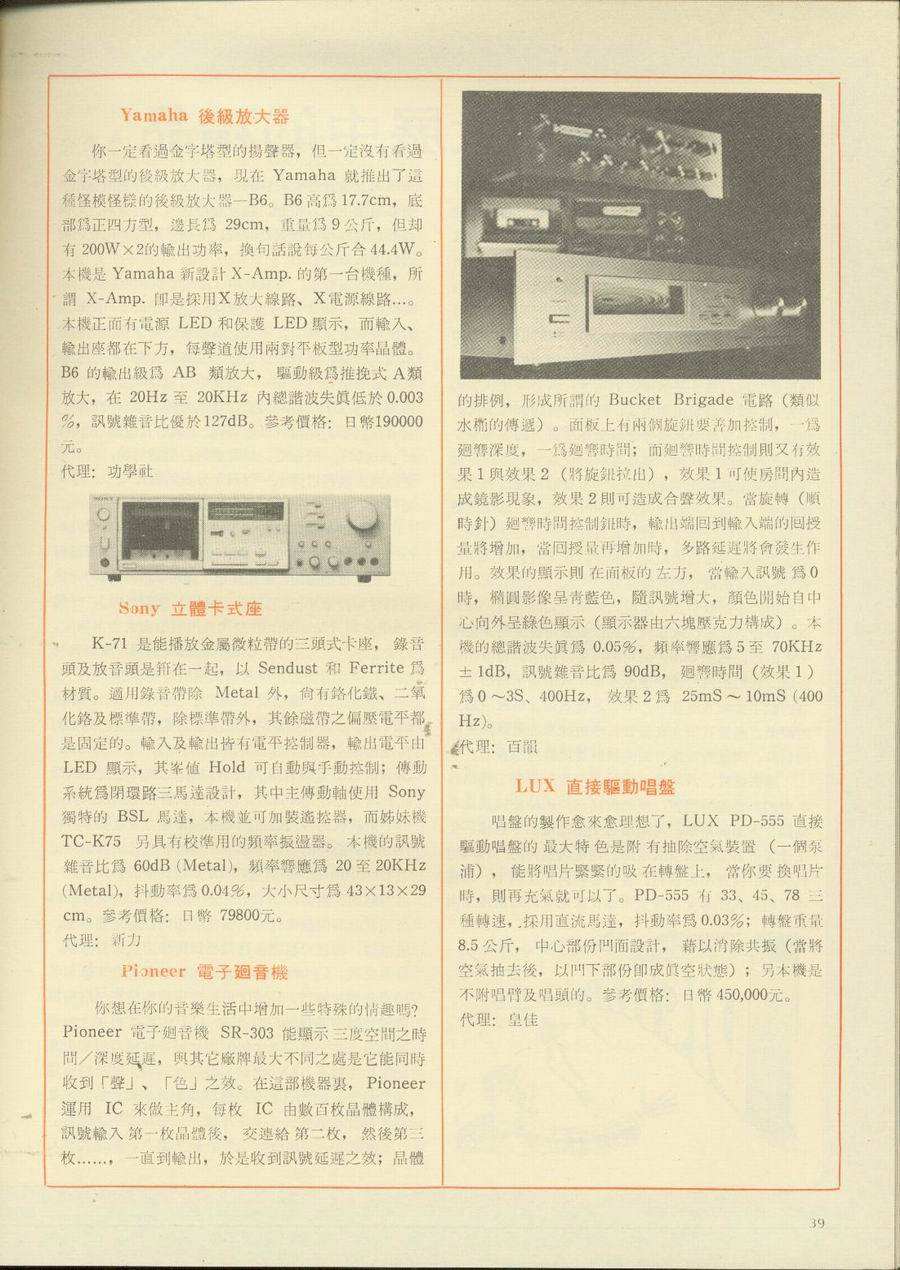 Yamaha 後級放大器
你一定看過金字塔型的揚聲器，但一定沒有看過
金字塔型的後級放大器，現在 Yamaha 就推出了這
種怪模怪樣的後級放大器—B6。B6 高爲 17.7cm，底
部爲正四方型，邊長爲 29cm，重量爲 9 公斤，但却
有 200W×2的輸出功率，換句話說每公斤合 44.4W。
本機是 Yamaha 新設計 X-Amp. 的第一台機種，所
謂 X-Amp. 卽是採用X放大線路、X電源線路…。
本機正面有電源 LED 和保護 LED 顯示，而輸入、
輸出座都在下方，每聲道使用兩對平板型功率晶體。
B6 的輸出級爲 AB 類放大，驅動級爲推挽式 A類
放大，在 20Hz 至 20KHz 內總諧波失眞低於 0.003
%，訊號雜音比優於127dB。參考價格：日幣190000
元。
代理：功學社
SONY
Sony 立體卡式座
K-71 是能播放金屬微粒帶的三頭式卡座，錄音
頭及放音頭是箝在一起，以 Sendust 和 Ferrite 爲
材質。適用錄音帶除 Metal 外，尙有鉻化鐵、二氧
化鉻及標準帶，除標準帶外，其餘磁帶之偏壓電平都
是固定的。輸入及輸出皆有電平控制器，輸出電平由
LED 顯示，其峯値 Hold 可自動與手動控制；傳動
系統爲閉環路三馬達設計，其中主傳動軸使用 Sony
獨特的 BSL 馬達，本機並可加裝遙控器，而姊妹機
TC-K75 另具有校準用的頻率振盪器。本機的訊號
雜音比爲 60dB (Metal)，頻率響應爲 20 至 20KHz
(Metal)，抖動率爲0.04%，大小尺寸爲 43×13×29
cm。參考價格：日幣 79800元。
代理：新力
Pioneer 電子廻音機
你想在你的音樂生活中增加一些特殊的情趣嗎?
Pioneer 電子廻音機 SR-303 能顯示三度空間之時
間／深度延遲，與其它廠牌最大不同之處是它能同時
收到「聲」、「色」之效。在這部機器裏，Pioneer
運用 IC 來做主角，每枚 IC 由數百枚晶體構成，
訊號輸入第一枚晶體後，交連給第二枚，然後第三
枚……，一直到輸出，於是收到訊號延遲之效；晶體
的排例，形成所謂的 Bucket Brigade 電路（類似
水桶的傳遞）。面板上有兩個旋鈕要善加控制，一爲
廻響深度，一爲廻響時間；而廻響時間控制則又有效
果 1 與效果 2 （將旋鈕拉出），效果 1 可使房間內造
成鏡影現象，效果 2 則可造成合聲效果。當旋轉（順
時針）廻響時間控制鈕時，輸出端回到輸入端的回授
量將增加，當回授量再增加時，多路延遲將會發生作
用。效果的顯示則在面板的左方，當輸入訊號爲 0
時，橢圓影像呈靑藍色，隨訊號增大，顏色開始自中
心向外呈綠色顯示（顯示器由六塊壓克力構成）。本
機的總諧波失眞爲 0.05%，頻率響應爲 5 至 70KHz
± 1dB，訊號雜音比爲 90dB，廻響時間（效果 1 ）
爲 0 ～3S、400Hz，效果 2 爲 25mS～10mS (400
Hz)。
代理：百韻
LUX 直接驅動唱盤
唱盤的製作愈來愈理想了，LUX PD-555 直接
驅動唱盤的最大特色是附有抽除空氣裝置（一個泵
浦），能將唱片緊緊的吸在轉盤上，當你要換唱片
時，則再充氣就可以了。PD-555 有 33、45、78 三
種轉速，採用直流馬達，抖動率爲 0.03%；轉盤重量
8.5 公斤，中心部份凹面設計，藉以消除共振（當將
空氣抽去後，以凹下部份卽成眞空狀態）；另本機是
不附唱臂及唱頭的。參考價格：日幣 450,000元。
代理：皇佳
39